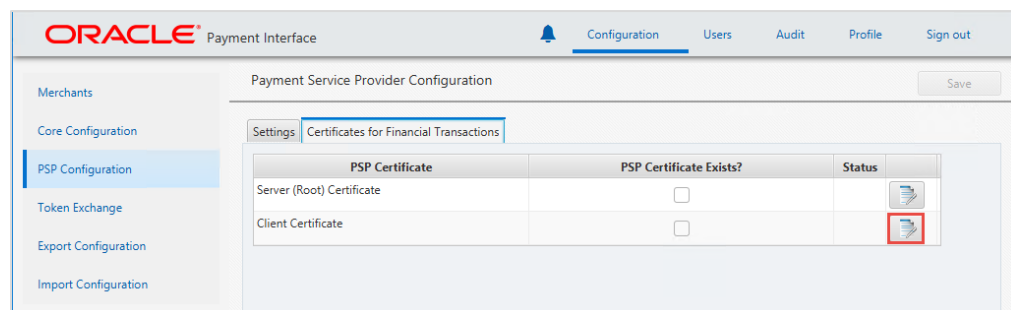 ORACLE® Payment Interface
Configuration Users Audit Profile Sign out
Merchants
Core Configuration
PSP Configuration
Token Exchange
Export Configuration
Import Configuration
Payment Service Provider Configuration
Save
Settings Certificates for Financial Transactions
PSP Certificate PSP Certificate Exists? Status
Server (Root) Certificate
Client Certificate